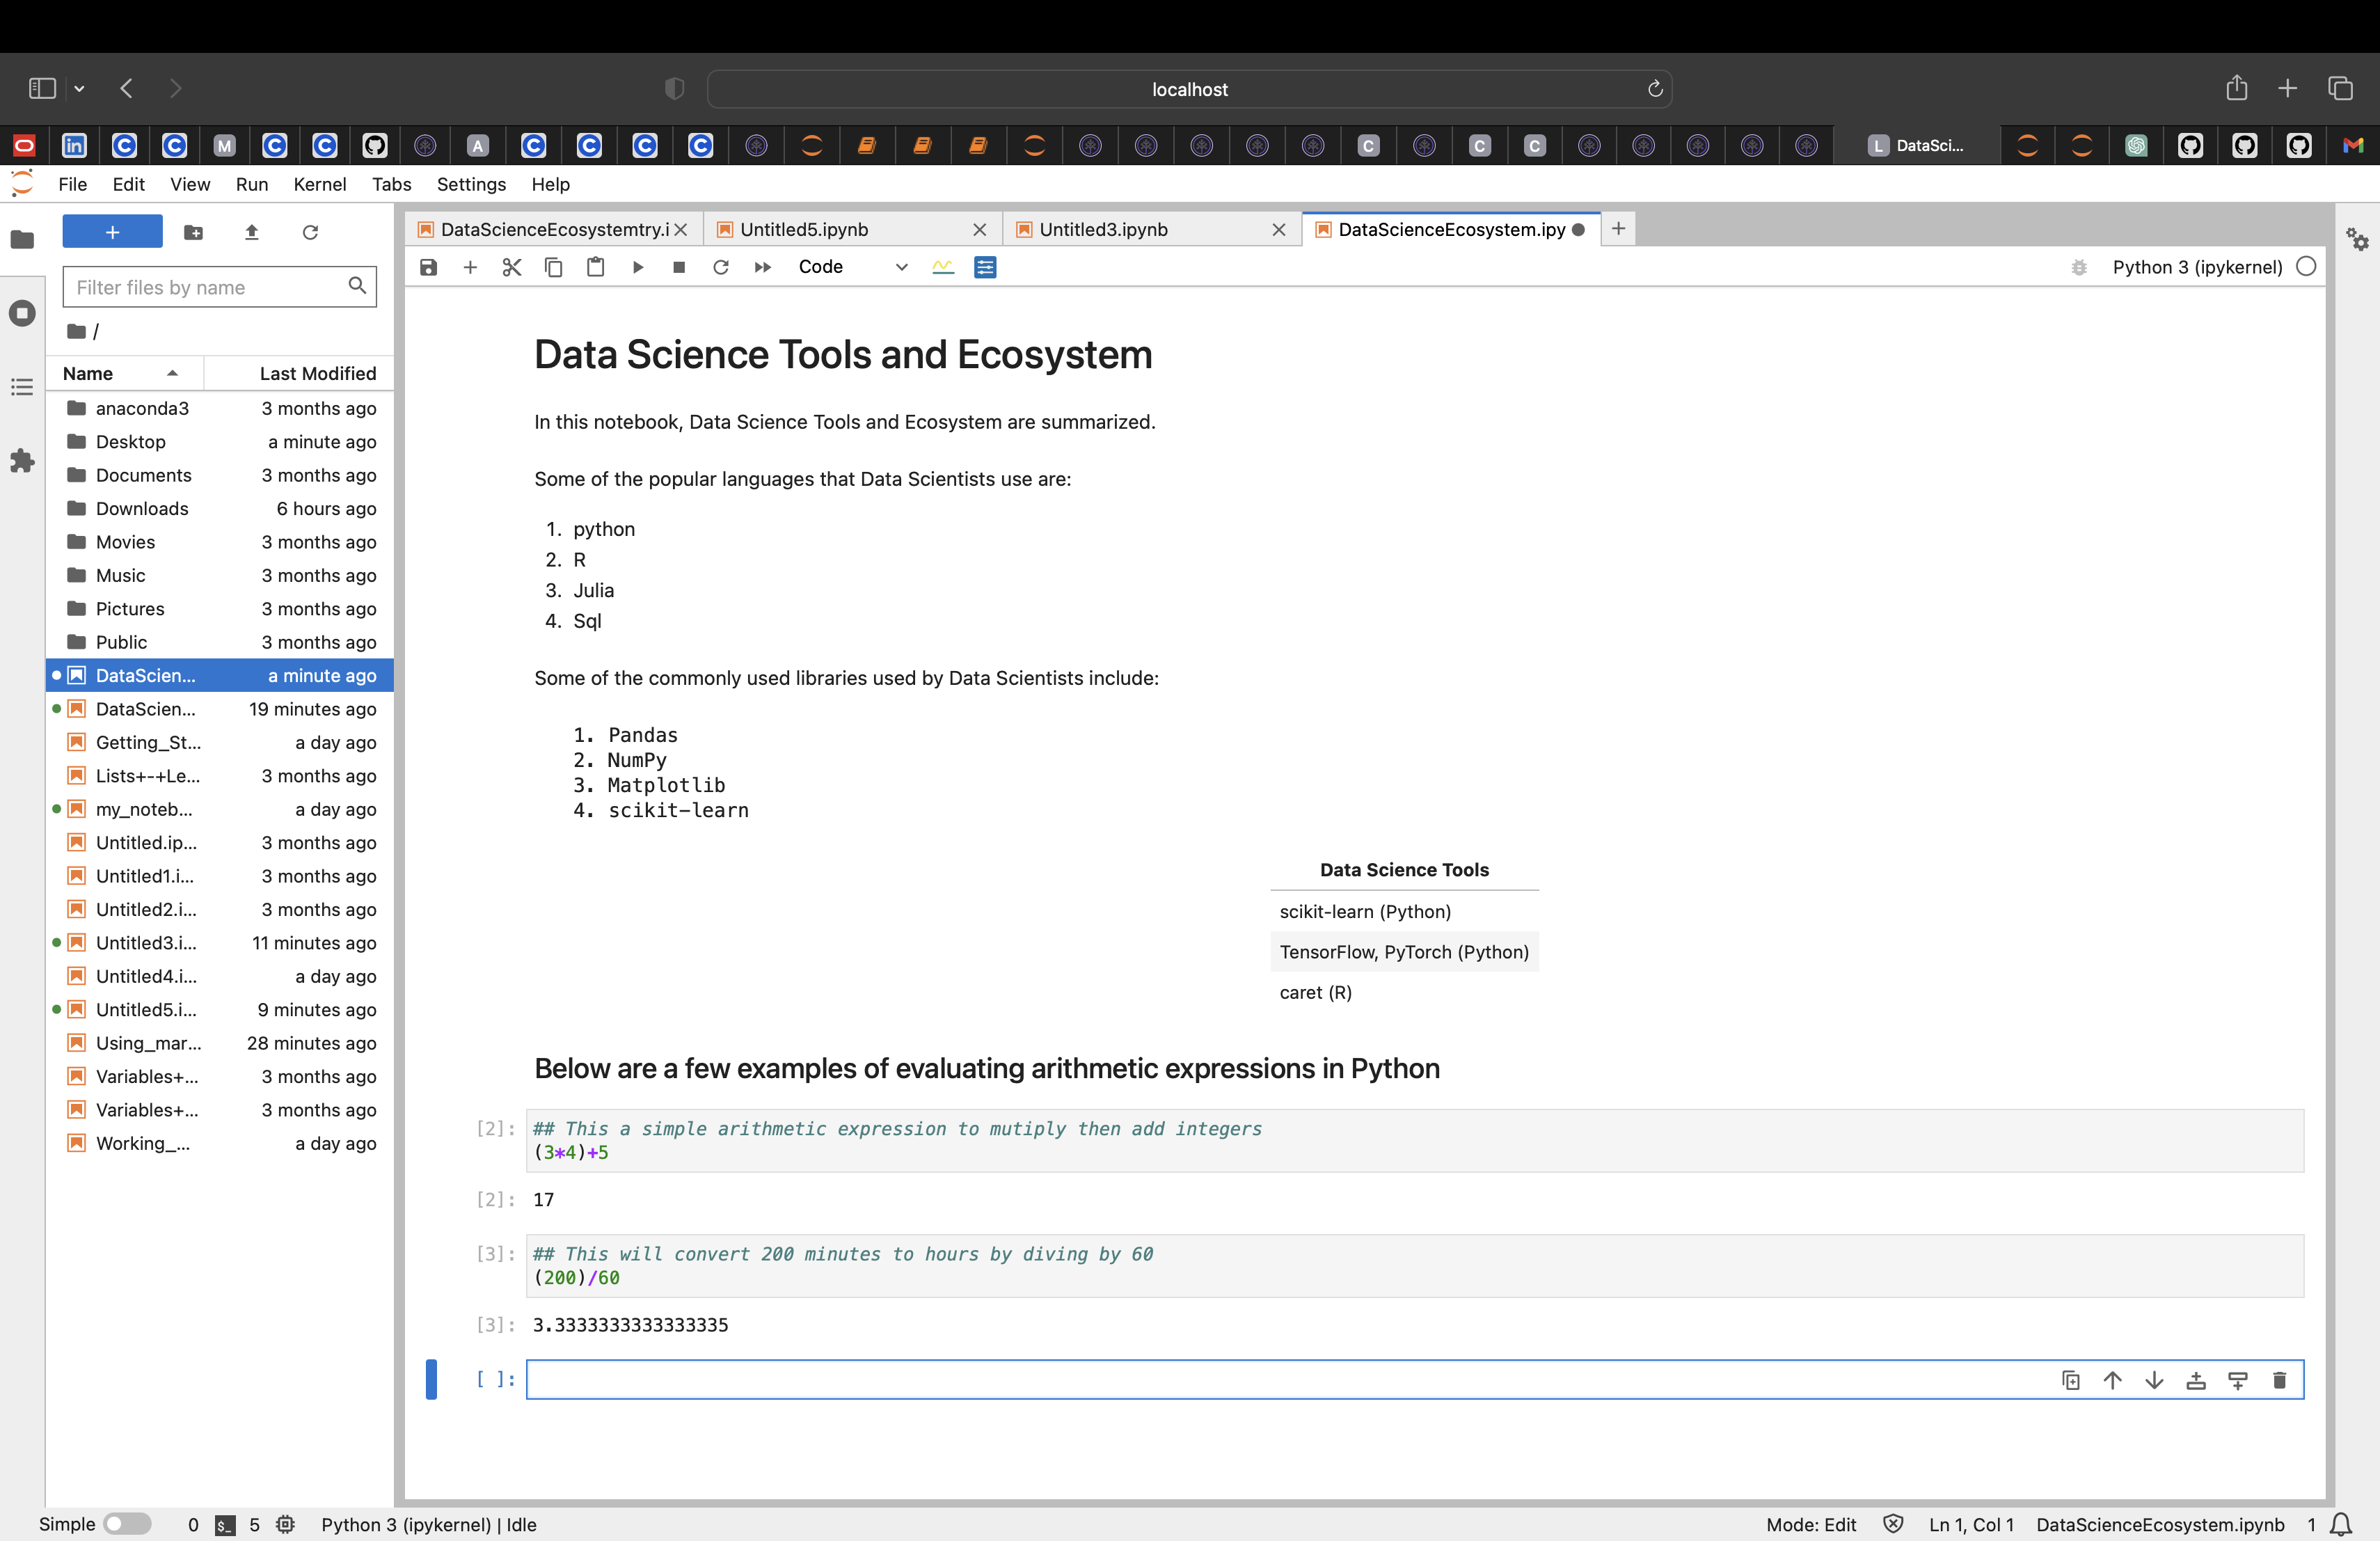 localhost
DataSci...
File Edit View Run Kernel Tabs Settings Help
DataScienceEcosystemtry.i
Untitled5.ipynb
Untitled3.ipynb
DataScienceEcosystem.ipy
Code
Python 3 (ipykernel)
Filter files by name
/
Name Last Modified
anaconda3 3 months ago
Desktop a minute ago
Documents 3 months ago
Downloads 6 hours ago
Movies 3 months ago
Music 3 months ago
Pictures 3 months ago
Public 3 months ago
DataScien... a minute ago
DataScien... 19 minutes ago
Getting_St... a day ago
Lists+-+Le... 3 months ago
my_noteb... a day ago
Untitled.ip... 3 months ago
Untitled1.i... 3 months ago
Untitled2.i... 3 months ago
Untitled3.i... 11 minutes ago
Untitled4.i... a day ago
Untitled5.i... 9 minutes ago
Using_mar... 28 minutes ago
Variables+... 3 months ago
Variables+... 3 months ago
Working_... a day ago
Data Science Tools and Ecosystem
In this notebook, Data Science Tools and Ecosystem are summarized.
Some of the popular languages that Data Scientists use are:
1. python
2. R
3. Julia
4. Sql
Some of the commonly used libraries used by Data Scientists include:
1. Pandas
2. NumPy
3. Matplotlib
4. scikit-learn
Data Science Tools
scikit-learn (Python)
TensorFlow, PyTorch (Python)
caret (R)
Below are a few examples of evaluating arithmetic expressions in Python
[2]: ## This a simple arithmetic expression to mutiply then add integers
(3*4)+5
[2]: 17
[3]: ## This will convert 200 minutes to hours by diving by 60
(200)/60
[3]: 3.3333333333333335
[ ]:
Simple 0 $_ 5 Python 3 (ipykernel) | Idle
Mode: Edit Ln 1, Col 1 DataScienceEcosystem.ipynb 1